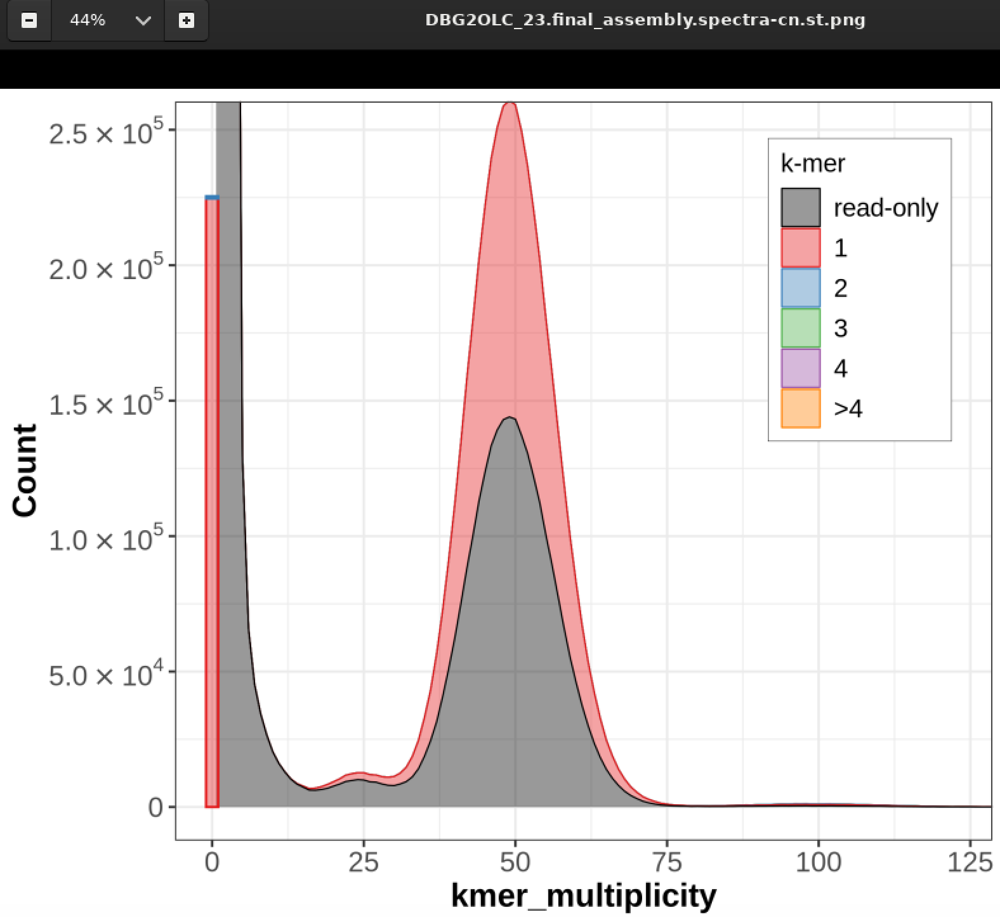 44%
DBG2OLC_23.final_assembly.spectra-cn.st.png
2.5 × 10⁵
2.0 × 10⁵
1.5 × 10⁵
1.0 × 10⁵
5.0 × 10⁴
0
Count
k-mer
read-only
1
2
3
4
>4
0 25 50 75 100 125
kmer_multiplicity